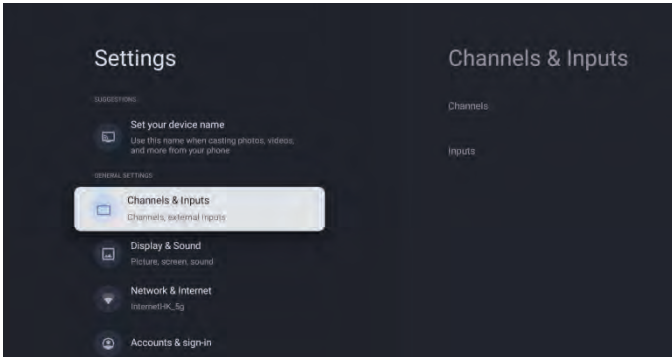 Settings
SUGGESTIONS
Set your device name
Use this name when casting photos, videos,
and more from your phone
GENERAL SETTINGS
Channels & Inputs
Channels, external inputs
Display & Sound
Picture, screen, sound
Network & Internet
InternetHK_5g
Accounts & sign-in
Channels & Inputs
Channels
Inputs